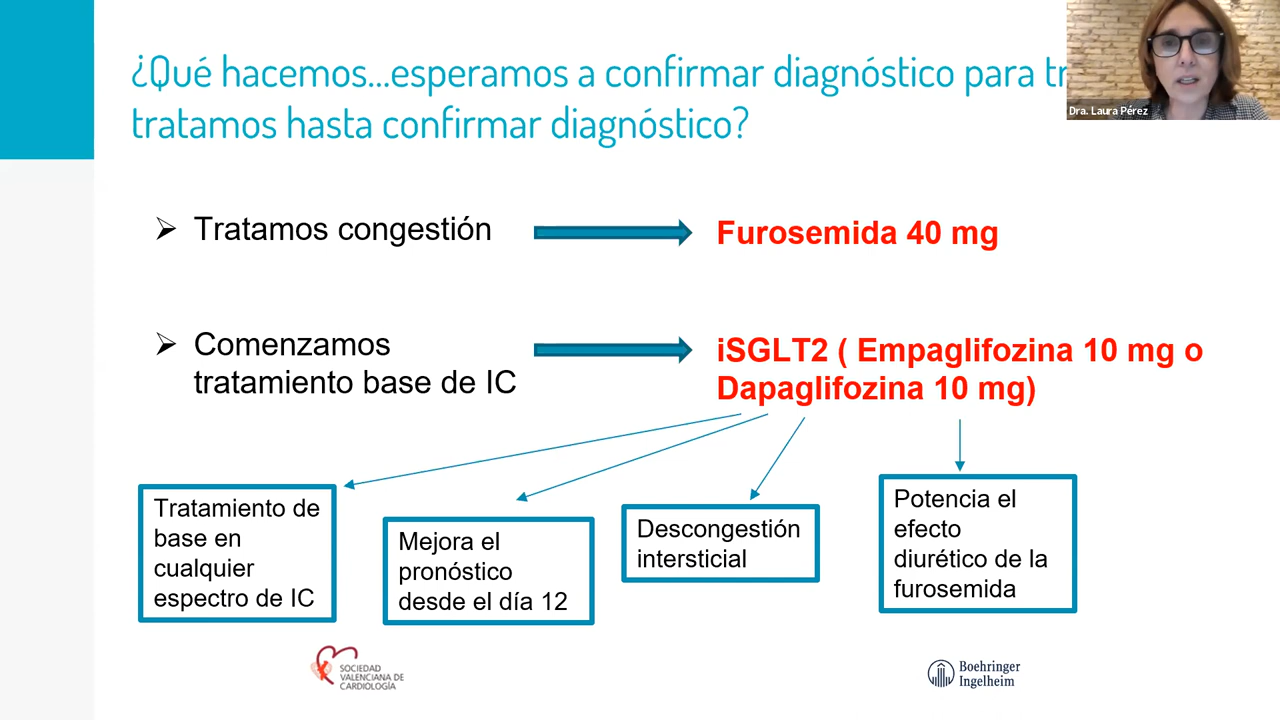 ¿Qué hacemos...esperamos a confirmar diagnóstico para
tratamos hasta confirmar diagnóstico?
Dra. Laura Pérez
➢ Tratamos congestión
Furosemida 40 mg
➢ Comenzamos
tratamiento base de IC
iSGLT2 ( Empaglifozina 10 mg o
Dapaglifozina 10 mg)
Tratamiento de
base en
cualquier
espectro de IC
Mejora el
pronóstico
desde el día 12
Descongestión
intersticial
Potencia el
efecto
diurético de la
furosemida
SOCIEDAD
VALENCIANA DE
CARDIOLOGÍA
Boehringer
Ingelheim